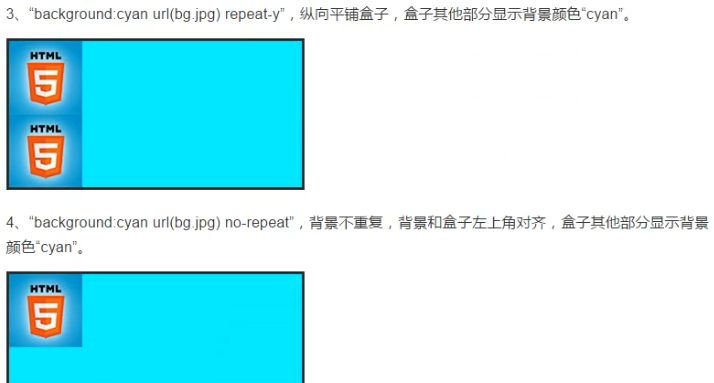 3、“background:cyan url(bg.jpg) repeat-y”，纵向平铺盒子，盒子其他部分显示背景颜色“cyan”。
HTML
5
HTML
5
4、“background:cyan url(bg.jpg) no-repeat”，背景不重复，背景和盒子左上角对齐，盒子其他部分显示背景
颜色“cyan”。
HTML
5